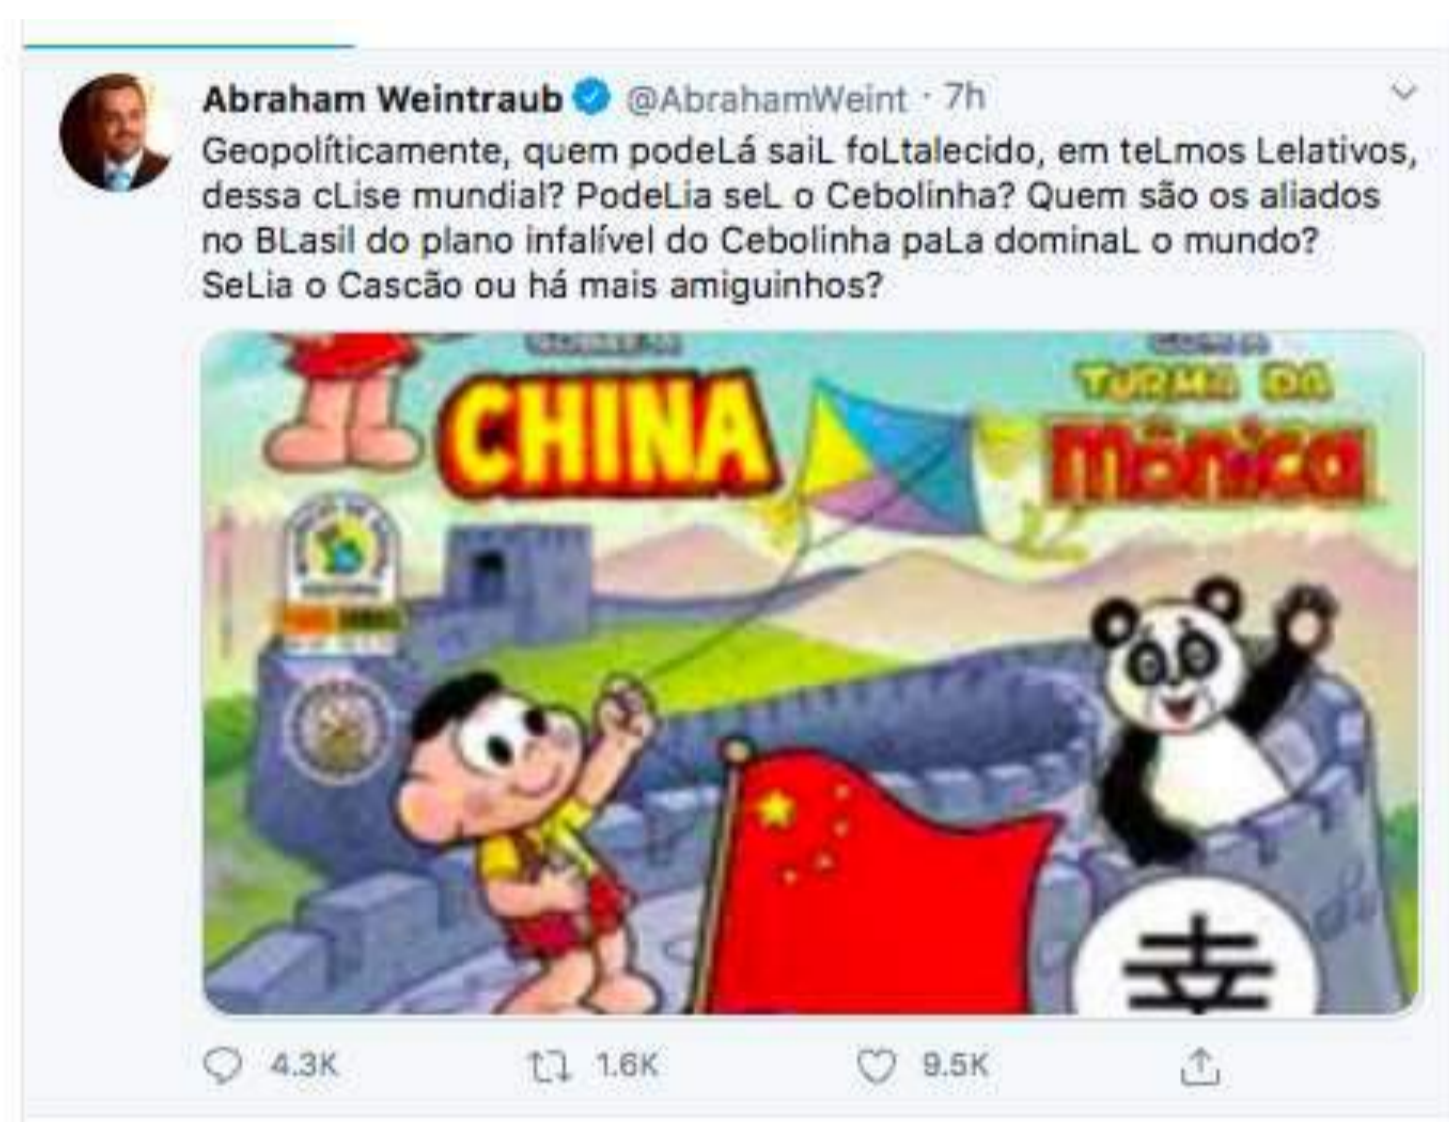 Abraham Weintraub @AbrahamWeint · 7h
Geopolíticamente, quem podeLá saiL foLtalecido, em teLmos Lelativos,
dessa cLise mundial? PodeLia seL o Cebolinha? Quem são os aliados
no BLasil do plano infalível do Cebolinha paLa dominaL o mundo?
SeLia o Cascão ou há mais amiguinhos?
CHINA
TURMA DA
Mônica
幸
4.3K 1.6K 9.5K